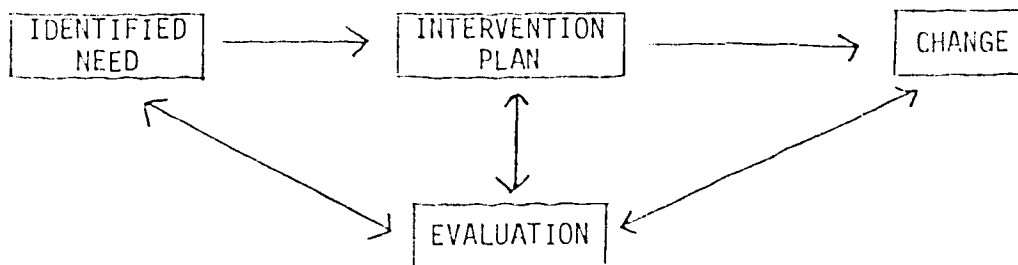 IDENTIFIED
NEED
INTERVENTION
PLAN
CHANGE
EVALUATION